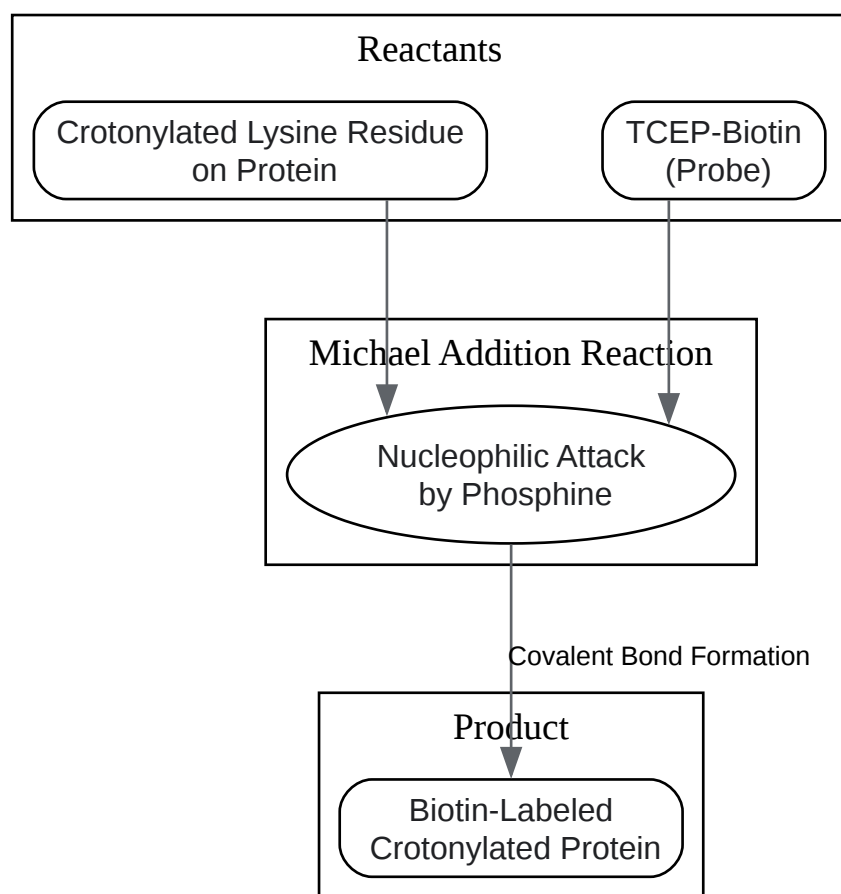 Reactants
Crotonylated Lysine Residue
on Protein
TCEP-Biotin
(Probe)
Michael Addition Reaction
Nucleophilic Attack
by Phosphine
Covalent Bond Formation
Product
Biotin-Labeled
Crotonylated Protein